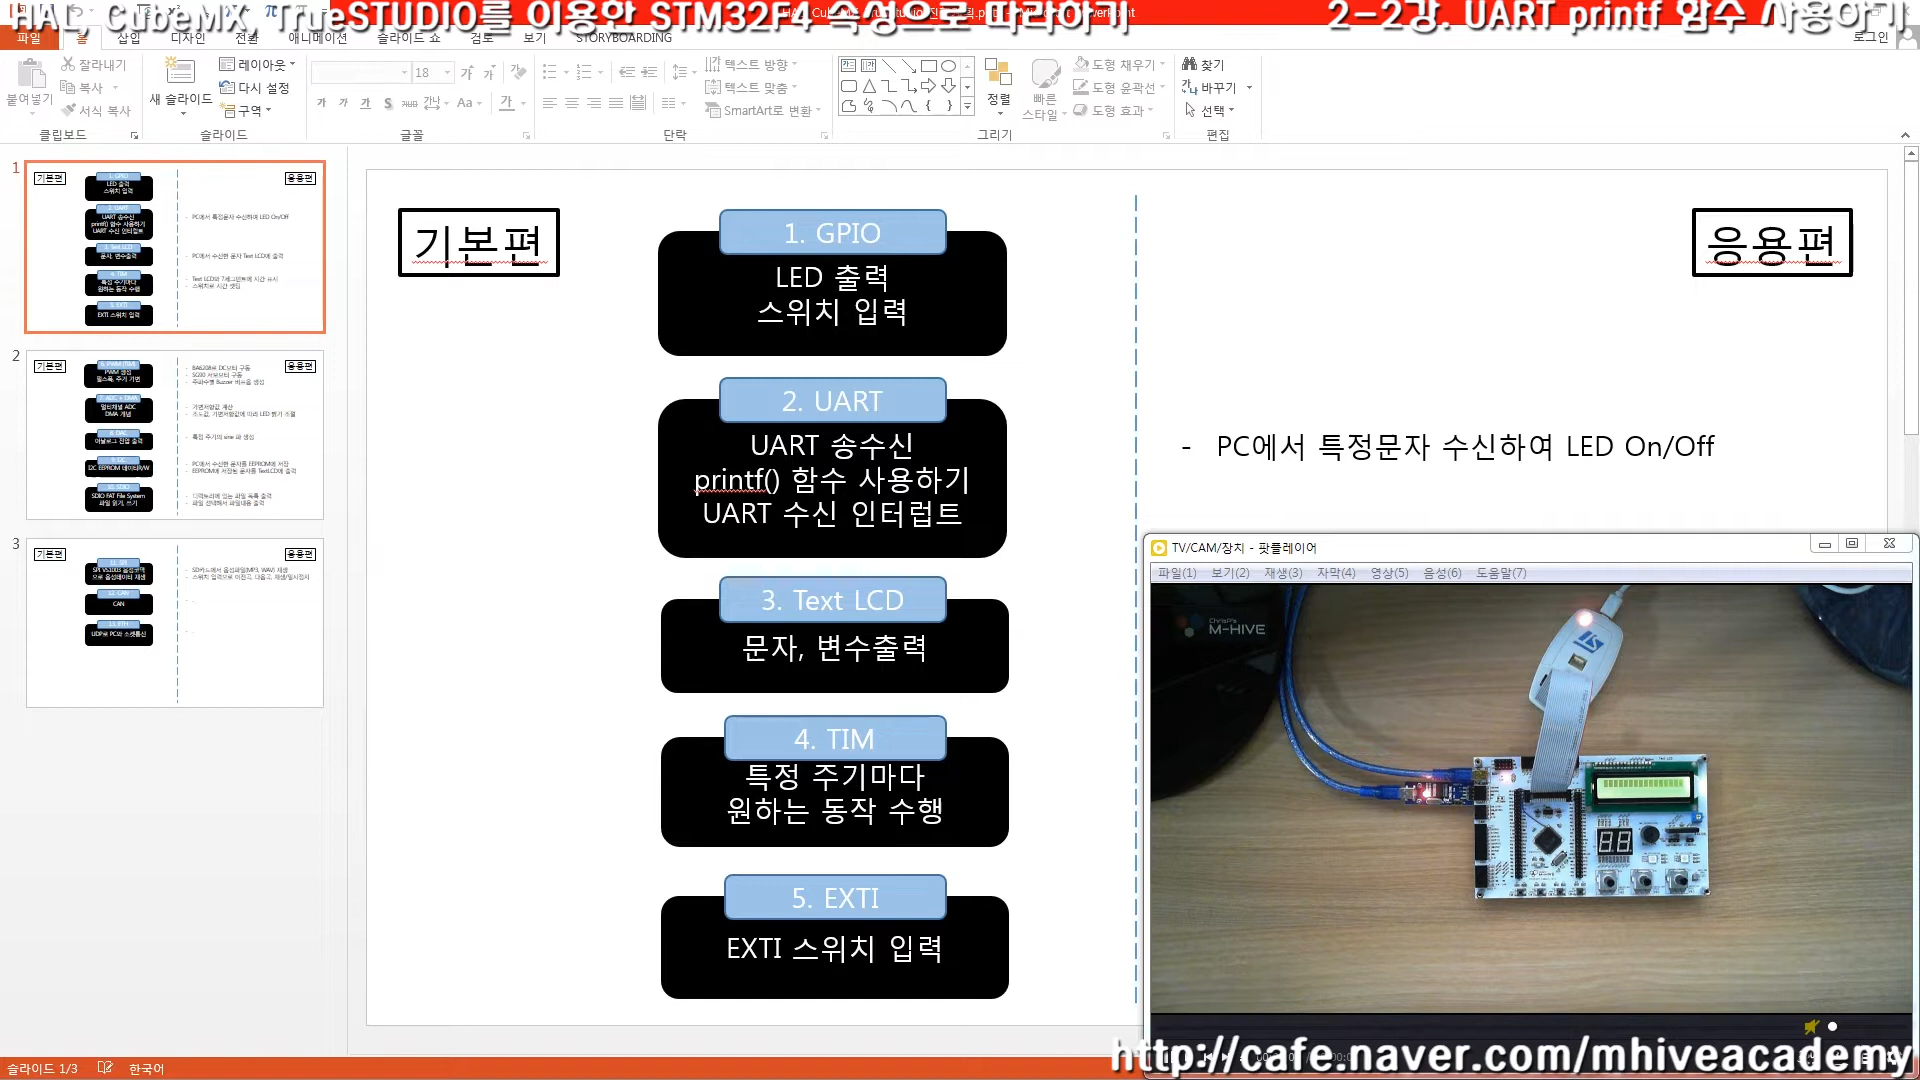 HAL, CubeMX, TrueSTUDIO를 이용한 STM32F4 속성으로 따라하기
2-2강. UART printf 함수 사용하기
파일 홈 삽입 디자인 전환 애니메이션 슬라이드 쇼 검토 보기 STORYBOARDING
로그인
붙여넣기
잘라내기
복사
서식 복사
클립보드
새 슬라이드
레이아웃
다시 설정
구역
슬라이드
18
글꼴
텍스트 방향
텍스트 맞춤
SmartArt로 변환
단락
정렬
빠른
스타일
도형 채우기
도형 윤곽선
도형 효과
그리기
찾기
바꾸기
선택
편집
1
2
3
기본편
응용편
1. GPIO
LED 출력
스위치 입력
2. UART
UART 송수신
printf() 함수 사용하기
UART 수신 인터럽트
- PC에서 특정문자 수신하여 LED On/Off
3. Text LCD
문자, 변수출력
4. TIM
특정 주기마다
원하는 동작 수행
5. EXTI
EXTI 스위치 입력
TV/CAM/장치 - 팟플레이어
파일(1) 보기(2) 재생(3) 자막(4) 영상(5) 음성(6) 도움말(7)
M-HIVE
http://cafe.naver.com/mhiveacademy
슬라이드 1/3 한국어